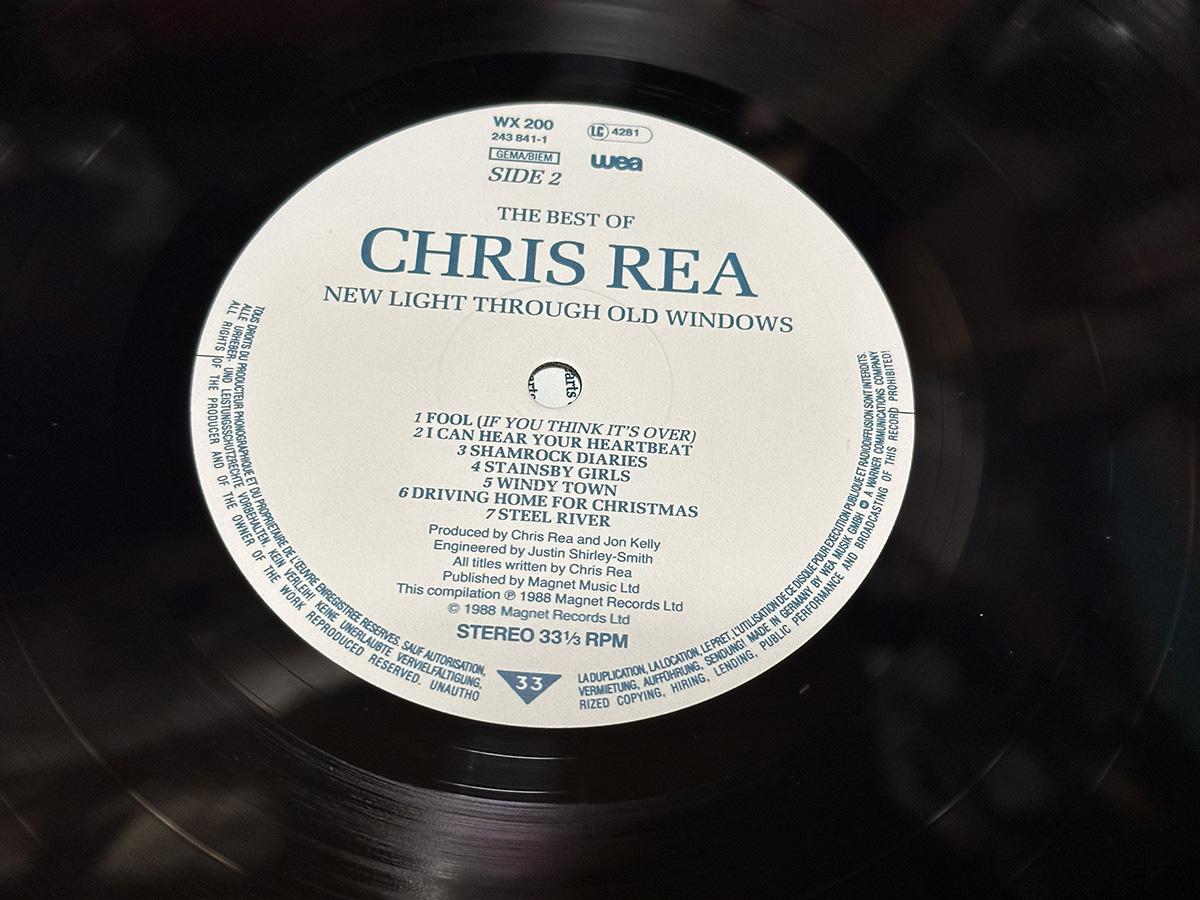 WX 200
243 841-1
LC 4281
GEMA/BIEM
wea
SIDE 2
THE BEST OF
CHRIS REA
NEW LIGHT THROUGH OLD WINDOWS
arts
1 FOOL (IF YOU THINK IT'S OVER)
2 I CAN HEAR YOUR HEARTBEAT
3 SHAMROCK DIARIES
4 STAINSBY GIRLS
5 WINDY TOWN
6 DRIVING HOME FOR CHRISTMAS
7 STEEL RIVER
Produced by Chris Rea and Jon Kelly
Engineered by Justin Shirley-Smith
All titles written by Chris Rea
Published by Magnet Music Ltd
This compilation ℗ 1988 Magnet Records Ltd
© 1988 Magnet Records Ltd
STEREO 33⅓ RPM
33
TOUS DROITS DU PRODUCTEUR PHONOGRAPHIQUE ET DU PROPRIETAIRE DE L'ŒUVRE ENREGISTREE RESERVES. SAUF AUTORISATION, LA DUPLICATION, LA LOCATION, LE PRET, L'UTILISATION DE CE DISQUE POUR EXECUTION PUBLIQUE ET RADIODIFFUSION SONT INTERDITS.
ALLE URHEBER- UND LEISTUNGSSCHUTZRECHTE VORBEHALTEN. KEIN VERLEIH! KEINE UNERLAUBTE VERVIELFÄLTIGUNG, VERMIETUNG, AUFFÜHRUNG, SENDUNG! MADE IN GERMANY BY WEA MUSIK GMBH A WARNER COMMUNICATIONS COMPANY
ALL RIGHTS OF THE PRODUCER AND OF THE OWNER OF THE WORK REPRODUCED RESERVED. UNAUTHORIZED COPYING, HIRING, LENDING, PUBLIC PERFORMANCE AND BROADCASTING OF THIS RECORD PROHIBITED!